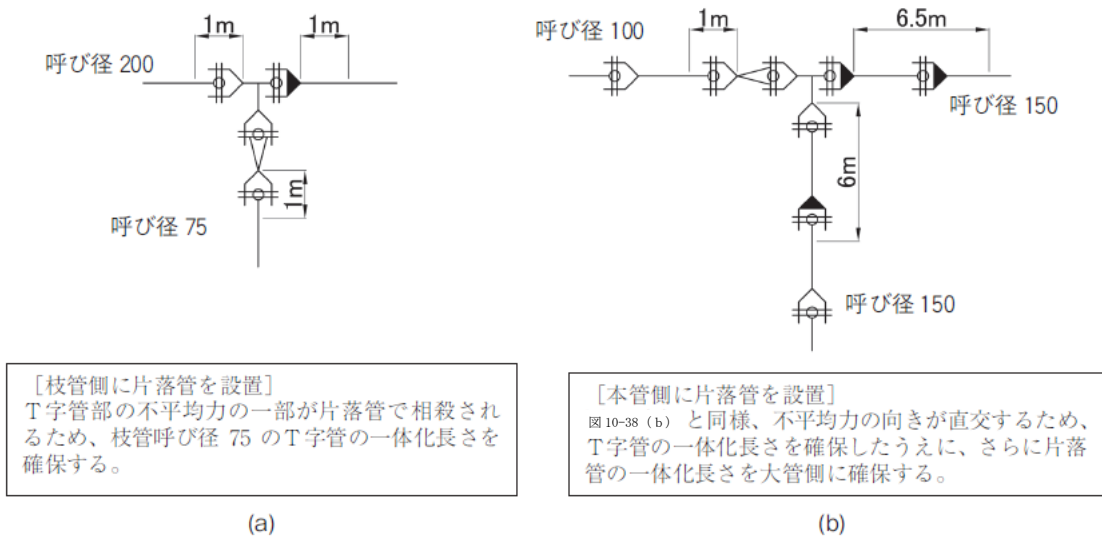 1m
1m
呼び径 200
1m
呼び径 75
[枝管側に片落管を設置]
T字管部の不平均力の一部が片落管で相殺され
るため、枝管呼び径 75 のT字管の一体化長さを
確保する。
(a)
呼び径 100
1m
6.5m
呼び径 150
6m
呼び径 150
[本管側に片落管を設置]
図 10-38 (b) と同様、不平均力の向きが直交するため、
T字管の一体化長さを確保したうえに、さらに片落
管の一体化長さを大管側に確保する。
(b)